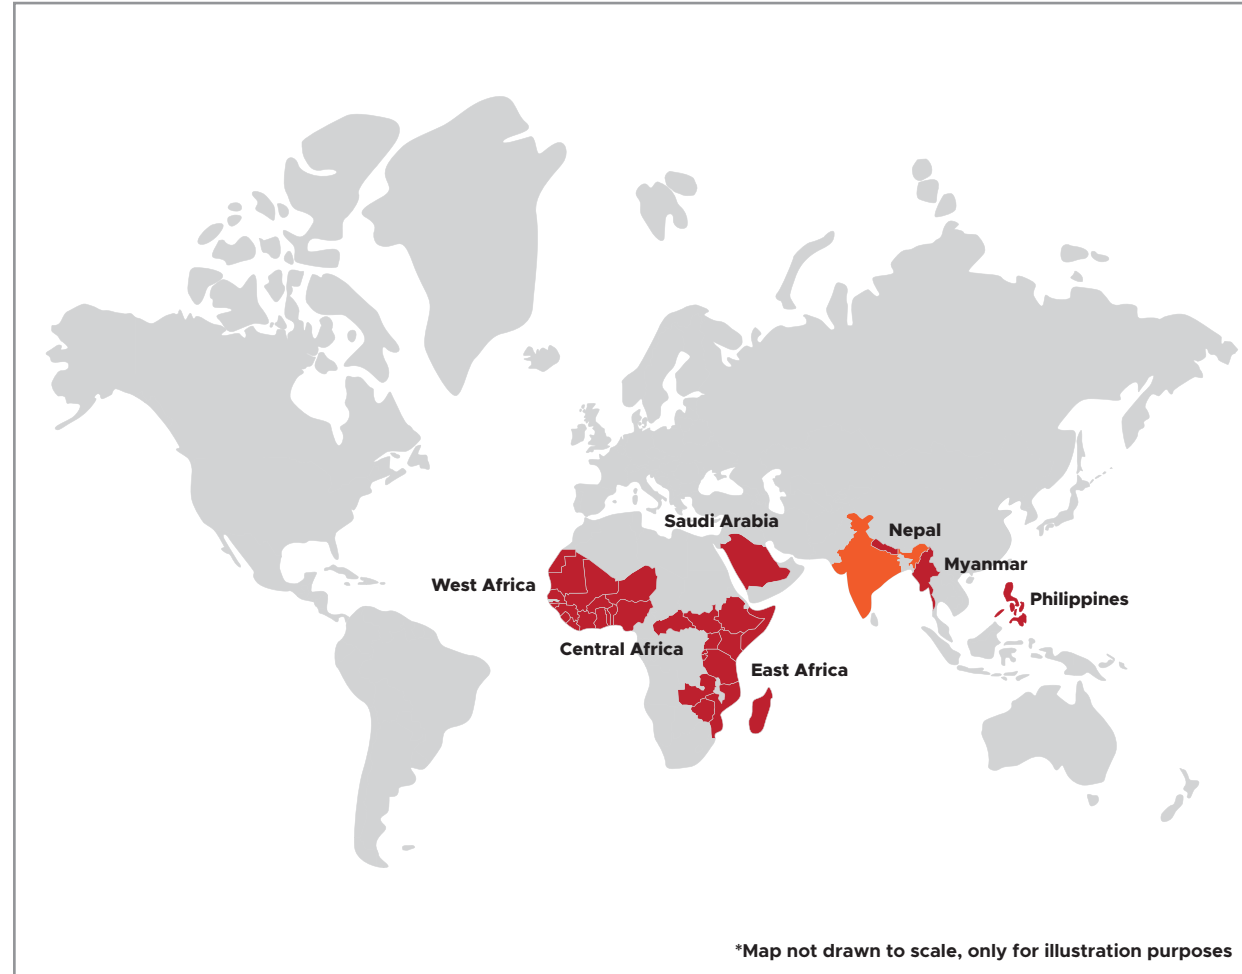 Saudi Arabia
Nepal
Myanmar
West Africa
Philippines
Central Africa
East Africa
*Map not drawn to scale, only for illustration purposes